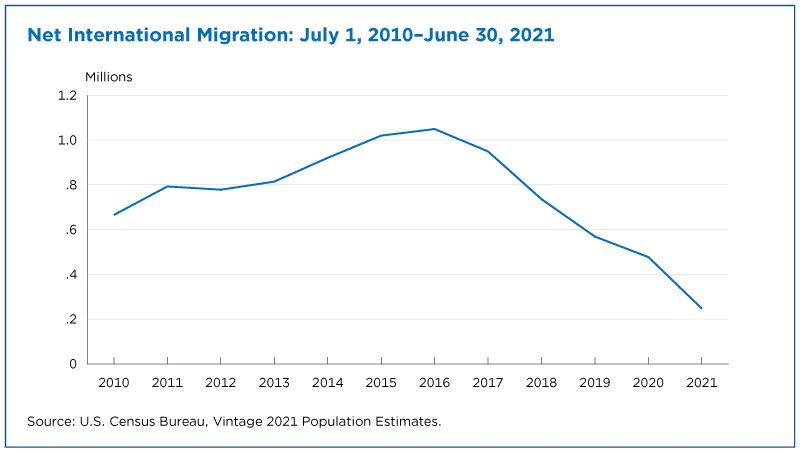 Net International Migration: July 1, 2010–June 30, 2021
Millions
1.2
1.0
.8
.6
.4
.2
0
2010 2011 2012 2013 2014 2015 2016 2017 2018 2019 2020 2021
Source: U.S. Census Bureau, Vintage 2021 Population Estimates.